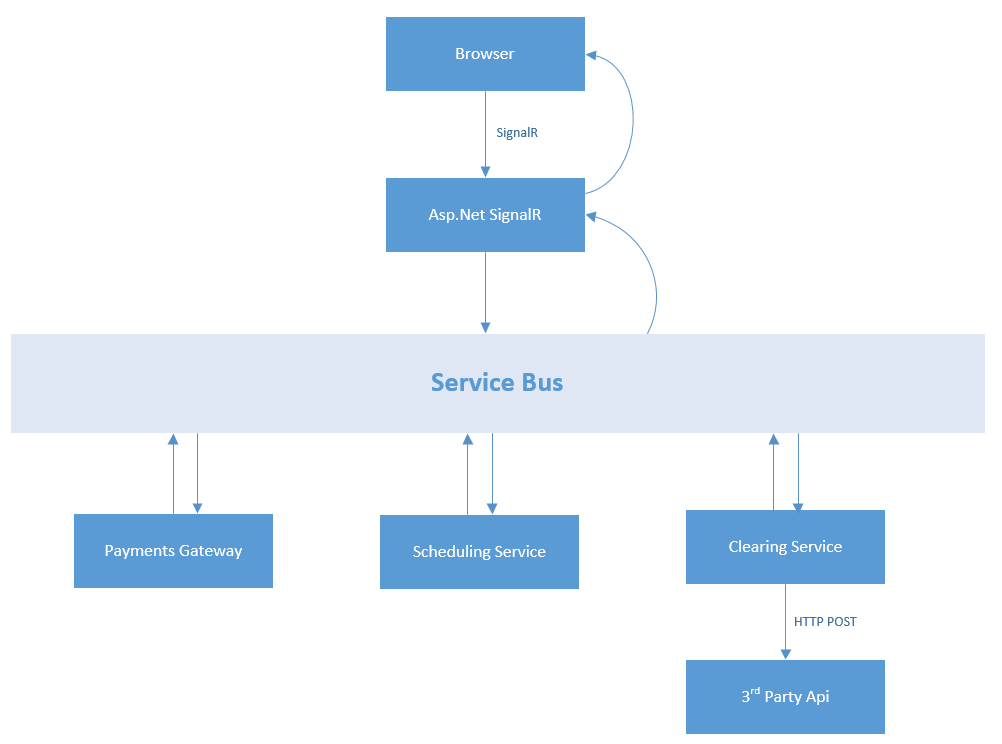 Browser
SignalR
Asp.Net SignalR
Service Bus
Payments Gateway
Scheduling Service
Clearing Service
HTTP POST
3rd Party Api